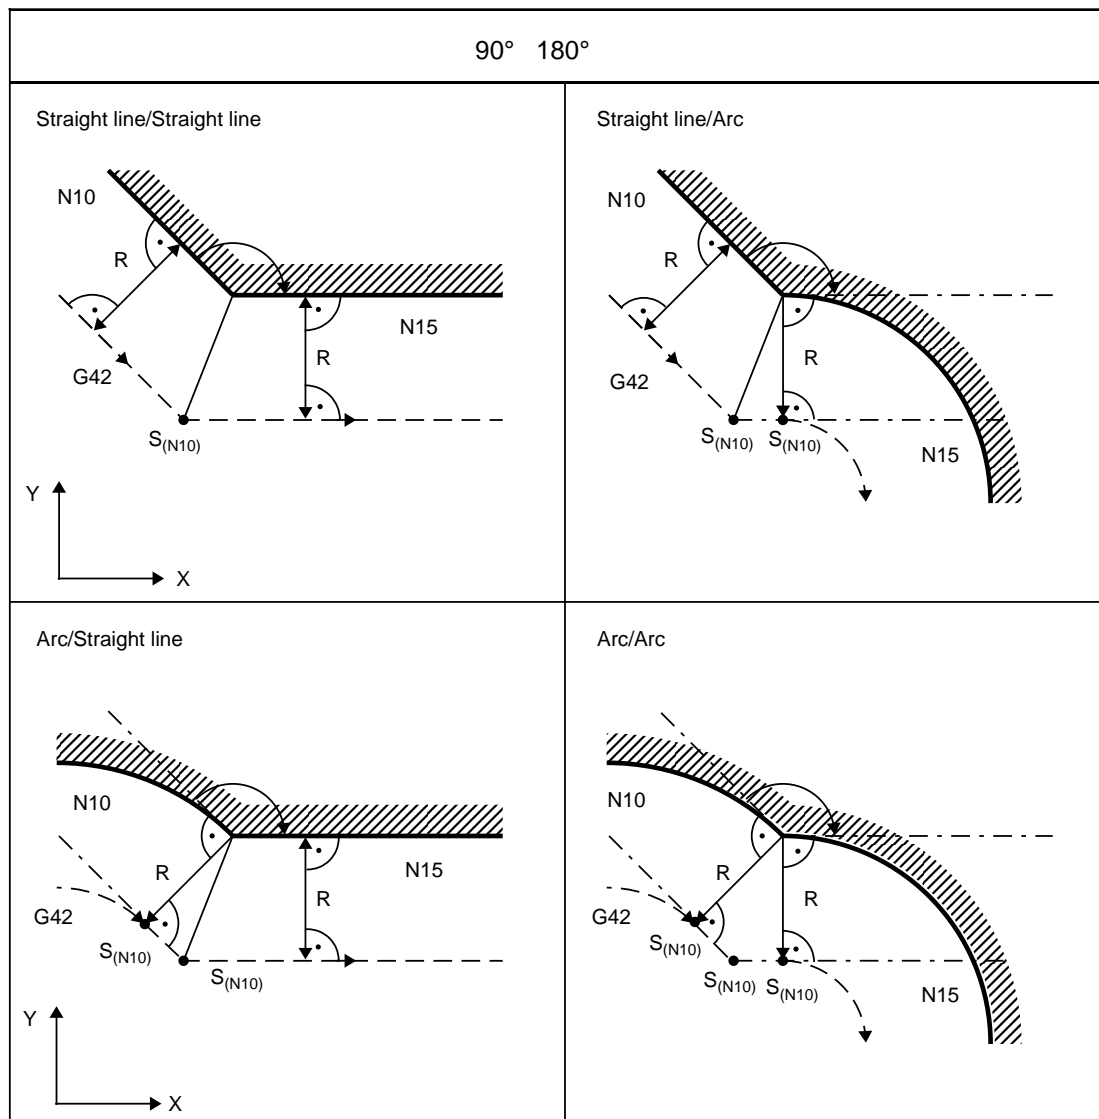 90° 180°
Straight line/Straight line
N10
R
N15
R
G42
S(N10)
Y
X
Straight line/Arc
N10
R
R
G42
S(N10) S(N10)
N15
Arc/Straight line
N10
R
N15
R
G42
S(N10)
S(N10)
Y
X
Arc/Arc
N10
R
R
G42
S(N10)
S(N10) S(N10)
N15